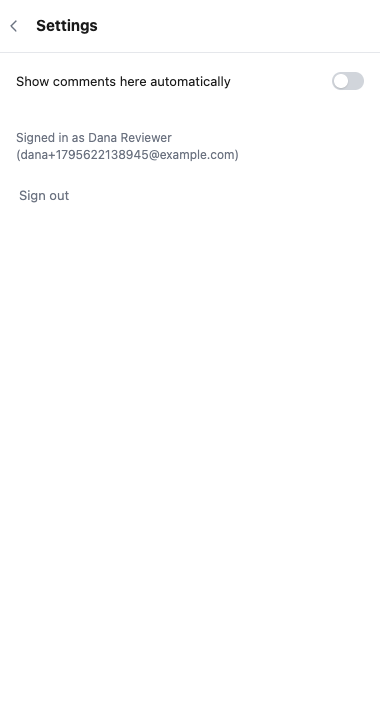 Settings
Show comments here automatically
Signed in as Dana Reviewer
(dana+1795622138945@example.com)
Sign out